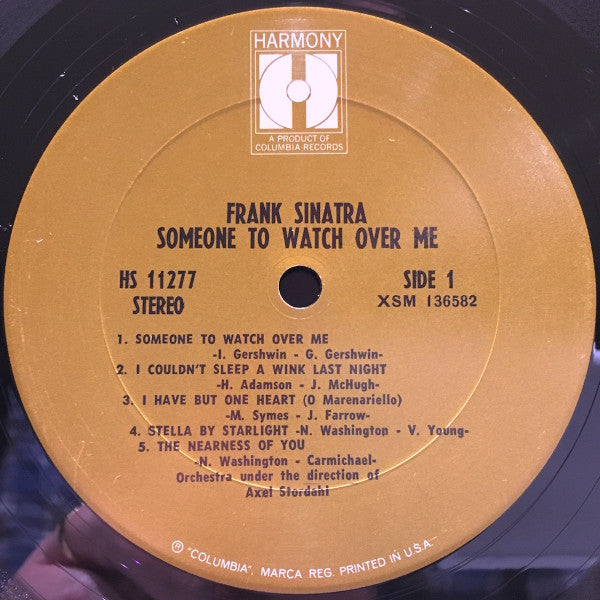 HARMONY
A PRODUCT OF
COLUMBIA RECORDS
FRANK SINATRA
SOMEONE TO WATCH OVER ME
HS 11277 SIDE 1
STEREO XSM 136582
1. SOMEONE TO WATCH OVER ME
-I. Gershwin - G. Gershwin-
2. I COULDN'T SLEEP A WINK LAST NIGHT
-H. Adamson - J. McHugh-
3. I HAVE BUT ONE HEART (O Marenariello)
-M. Symes - J. Farrow-
4. STELLA BY STARLIGHT -N. Washington - V. Young-
5. THE NEARNESS OF YOU
-N. Washington - Carmichael-
Orchestra under the direction of
Axel Stordahl
Ⓡ "COLUMBIA", MARCA REG. PRINTED IN U.S.A.